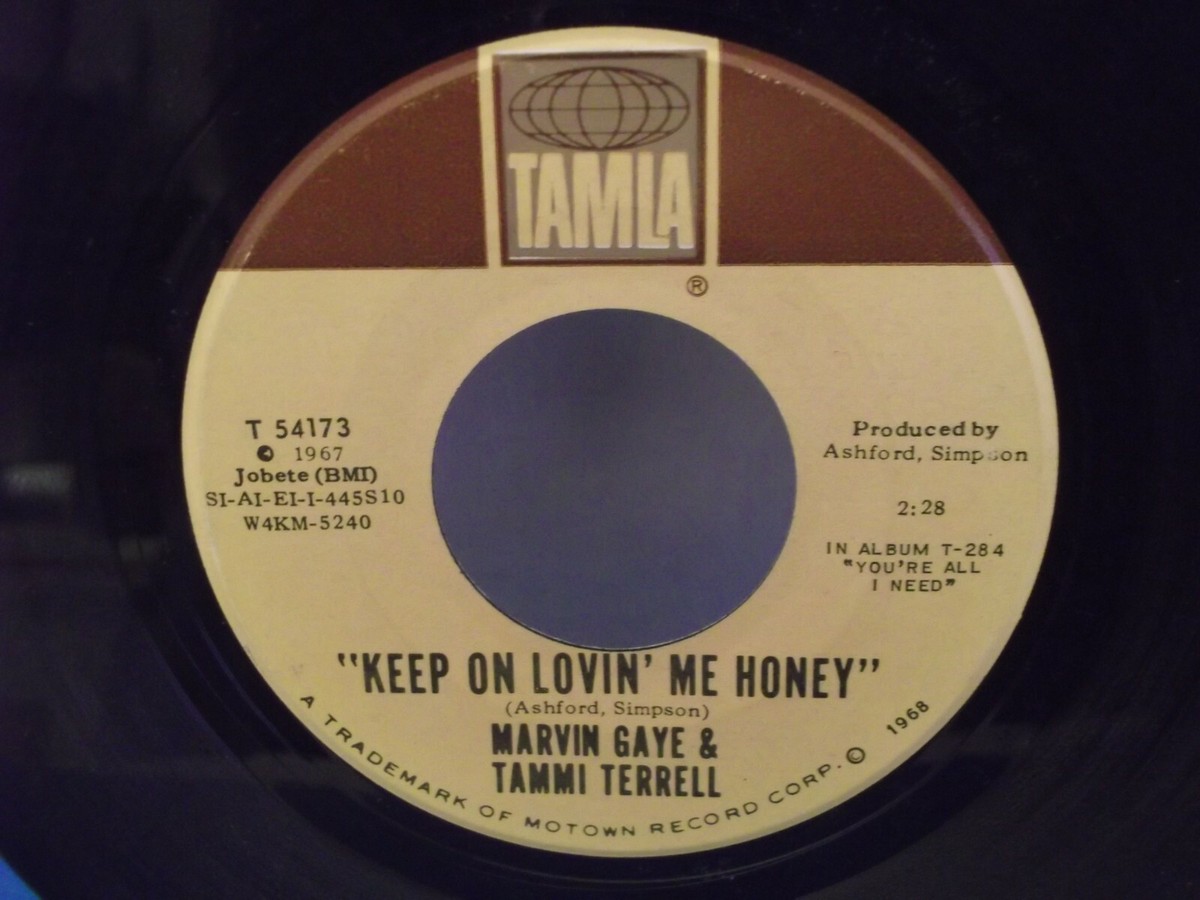 TAMLA
®
T 54173
℗ 1967
Jobete (BMI)
SI-AI-EI-I-445S10
W4KM-5240
Produced by
Ashford, Simpson
2:28
IN ALBUM T-284
"YOU'RE ALL
I NEED"
"KEEP ON LOVIN' ME HONEY"
(Ashford, Simpson)
MARVIN GAYE &
TAMMI TERRELL
A TRADEMARK OF MOTOWN RECORD CORP. © 1968